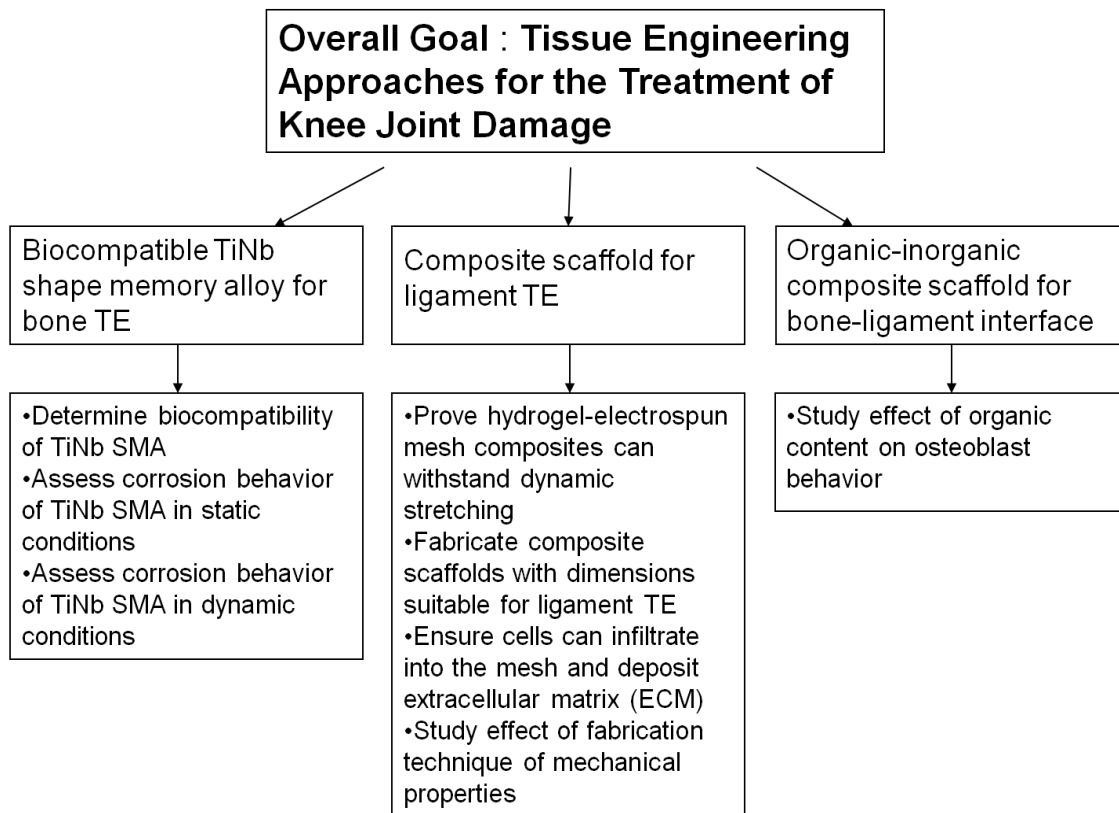 Overall Goal : Tissue Engineering
Approaches for the Treatment of
Knee Joint Damage
Biocompatible TiNb
shape memory alloy for
bone TE
Composite scaffold for
ligament TE
Organic-inorganic
composite scaffold for
bone-ligament interface
•Determine biocompatibility
of TiNb SMA
•Assess corrosion behavior
of TiNb SMA in static
conditions
•Assess corrosion behavior
of TiNb SMA in dynamic
conditions
•Prove hydrogel-electrospun
mesh composites can
withstand dynamic
stretching
•Fabricate composite
scaffolds with dimensions
suitable for ligament TE
•Ensure cells can infiltrate
into the mesh and deposit
extracellular matrix (ECM)
•Study effect of fabrication
technique of mechanical
properties
•Study effect of organic
content on osteoblast
behavior